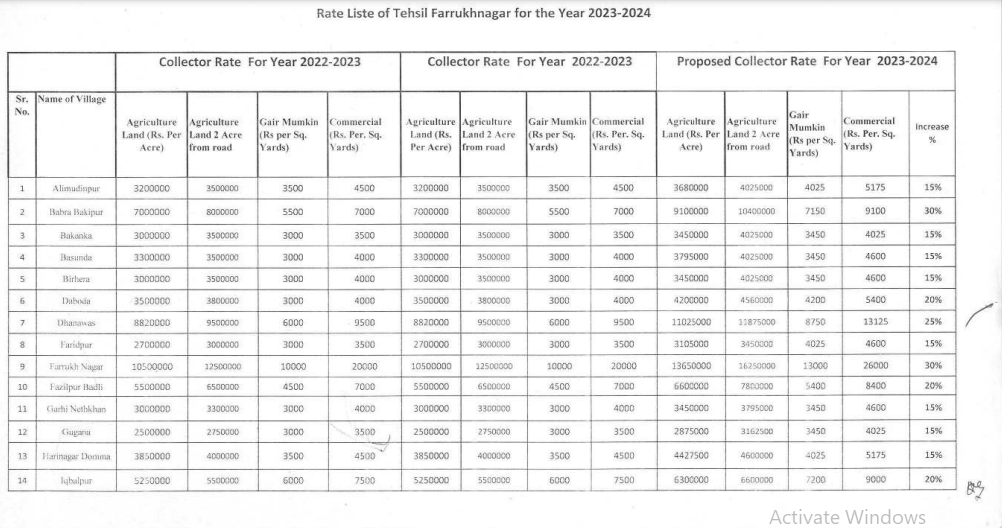 Rate Liste of Tehsil Farrukhnagar for the Year 2023-2024
Collector Rate For Year 2022-2023 Collector Rate For Year 2022-2023 Proposed Collector Rate For Year 2023-2024
Sr. No. Name of Village Agriculture Land (Rs. Per Acre) Agriculture Land 2 Acre from road Gair Mumkin (Rs per Sq. Yards) Commercial (Rs. Per. Sq. Yards) Agriculture Land (Rs. Per Acre) Agriculture Land 2 Acre from road Gair Mumkin (Rs per Sq. Yards) Commercial (Rs. Per. Sq. Yards) Agriculture Land (Rs. Per Acre) Agriculture Land 2 Acre from road Gair Mumkin (Rs per Sq. Yards) Commercial (Rs. Per. Sq. Yards) Increase %
1 Alimudinpur 3200000 3500000 3500 4500 3200000 3500000 3500 4500 3680000 4025000 4025 5175 15%
2 Babra Bakipur 7000000 8000000 5500 7000 7000000 8000000 5500 7000 9100000 10400000 7150 9100 30%
3 Bakanka 3000000 3500000 3000 3500 3000000 3500000 3000 3500 3450000 4025000 3450 4025 15%
4 Basunda 3300000 3500000 3000 4000 3300000 3500000 3000 4000 3795000 4025000 3450 4600 15%
5 Birhera 3000000 3500000 3000 4000 3000000 3500000 3000 4000 3450000 4025000 3450 4600 15%
6 Daboda 3500000 3800000 3000 4000 3500000 3800000 3000 4000 4200000 4560000 4200 5400 20%
7 Dhanawas 8820000 9500000 6000 9500 8820000 9500000 6000 9500 11025000 11875000 8750 13125 25%
8 Faridpur 2700000 3000000 3000 3500 2700000 3000000 3000 3500 3105000 3450000 4025 4600 15%
9 Farrukh Nagar 10500000 12500000 10000 20000 10500000 12500000 10000 20000 13650000 16250000 13000 26000 30%
10 Fazilpur Badli 5500000 6500000 4500 7000 5500000 6500000 4500 7000 6600000 7800000 5400 8400 20%
11 Garhi Nethkhan 3000000 3300000 3000 4000 3000000 3300000 3000 4000 3450000 3795000 3450 4600 15%
12 Gugana 2500000 2750000 3000 3500 2500000 2750000 3000 3500 2875000 3162500 3450 4025 15%
13 Harinagar Domma 3850000 4000000 3500 4500 3850000 4000000 3500 4500 4427500 4600000 4025 5175 15%
14 Iqbalpur 5250000 5500000 6000 7500 5250000 5500000 6000 7500 6300000 6600000 7200 9000 20%
Activate Windows